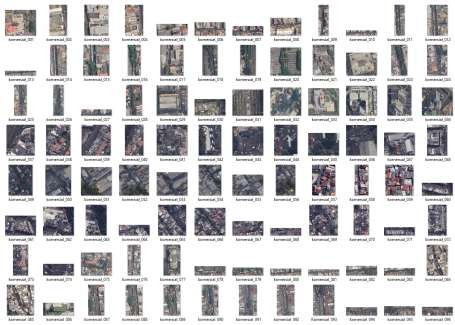 komersial_001 komersial_002 komersial_003 komersial_004 komersial_005 komersial_006 komersial_007 komersial_008 komersial_009 komersial_010 komersial_011 komersial_012
komersial_013 komersial_014 komersial_015 komersial_016 komersial_017 komersial_018 komersial_019 komersial_020 komersial_021 komersial_022 komersial_023 komersial_024
komersial_025 komersial_026 komersial_027 komersial_028 komersial_029 komersial_030 komersial_031 komersial_032 komersial_033 komersial_034 komersial_035 komersial_036
komersial_037 komersial_038 komersial_039 komersial_040 komersial_041 komersial_042 komersial_043 komersial_044 komersial_045 komersial_046 komersial_047 komersial_048
komersial_049 komersial_050 komersial_051 komersial_052 komersial_053 komersial_054 komersial_055 komersial_056 komersial_057 komersial_058 komersial_059 komersial_060
komersial_061 komersial_062 komersial_063 komersial_064 komersial_065 komersial_066 komersial_067 komersial_068 komersial_069 komersial_070 komersial_071 komersial_072
komersial_073 komersial_074 komersial_075 komersial_076 komersial_077 komersial_078 komersial_079 komersial_080 komersial_081 komersial_082 komersial_083 komersial_084
komersial_085 komersial_086 komersial_087 komersial_088 komersial_089 komersial_090 komersial_091 komersial_092 komersial_093 komersial_094 komersial_095 komersial_096